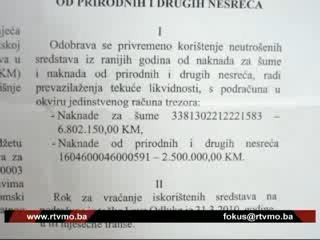 OD PRIRODNIH I DRUGIH NESREĆA
I
Odobrava se privremeno korištenje neutrošenih
sredstava iz ranijih godina od naknada za šume
i naknada od prirodnih i drugih nesreća, radi
prevazilaženja tekuće likvidnosti, s podračuna u
okviru jedinstvenog računa trezora:
- Naknade za šume 3381302212221583 –
6.802.150,00 KM,
- Naknade od prirodnih i drugih nesreća
1604600046000591 – 2.500.000,00 KM.
II
Rok za vraćanje iskorištenih sredstava na
KM)
0003
www.rtvmo.ba
fokus@rtvmo.ba